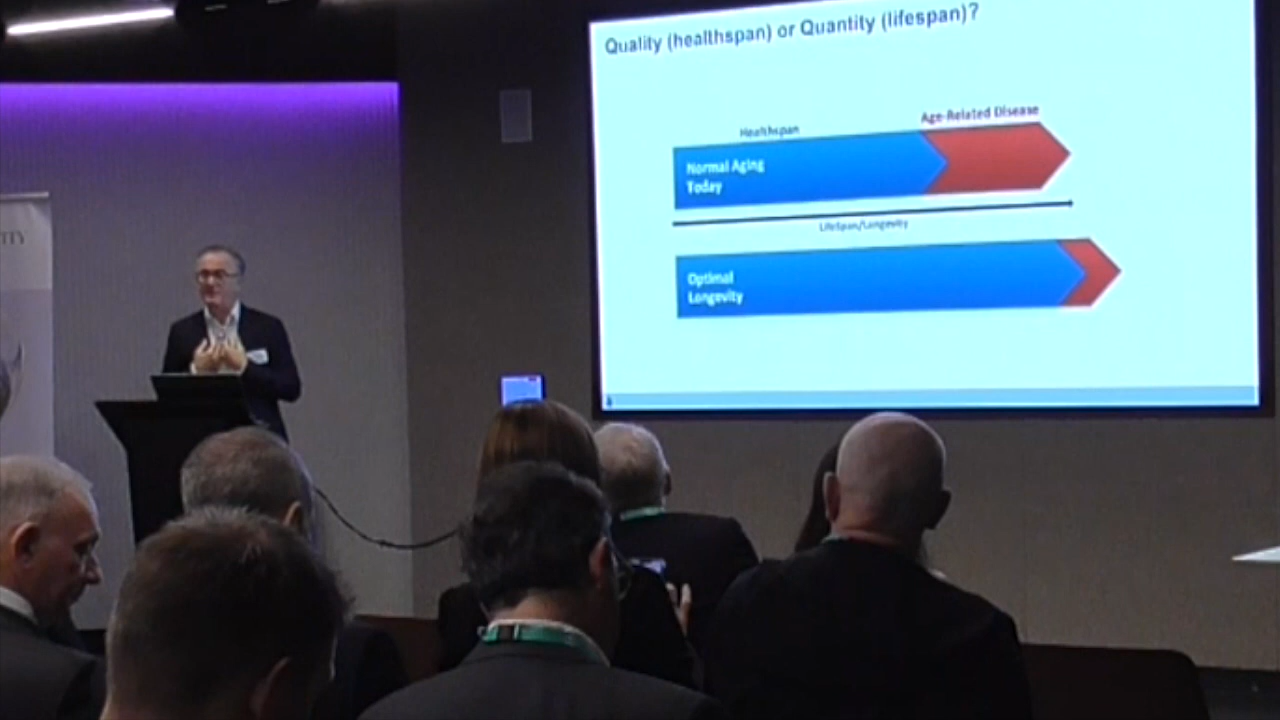 Quality (healthspan) or Quantity (lifespan)?
Healthspan
Age-Related Disease
Normal Aging
Today
LifeSpan/Longevity
Optimal
Longevity